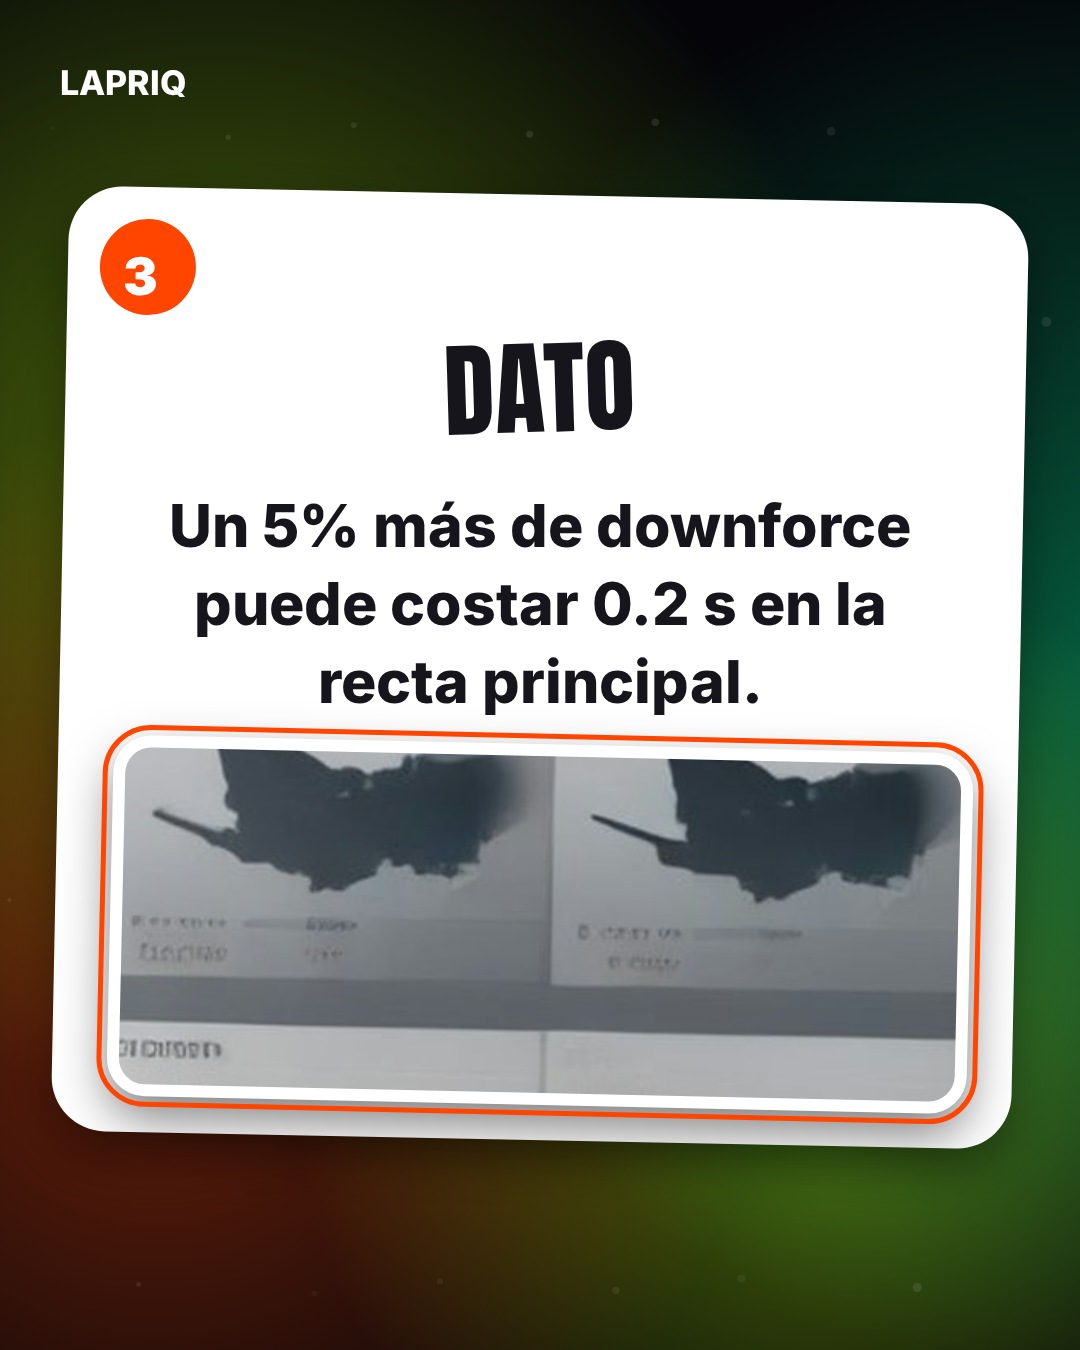 LAPRIQ
3
DATO
Un 5% más de downforce
puede costar 0.2 s en la
recta principal.